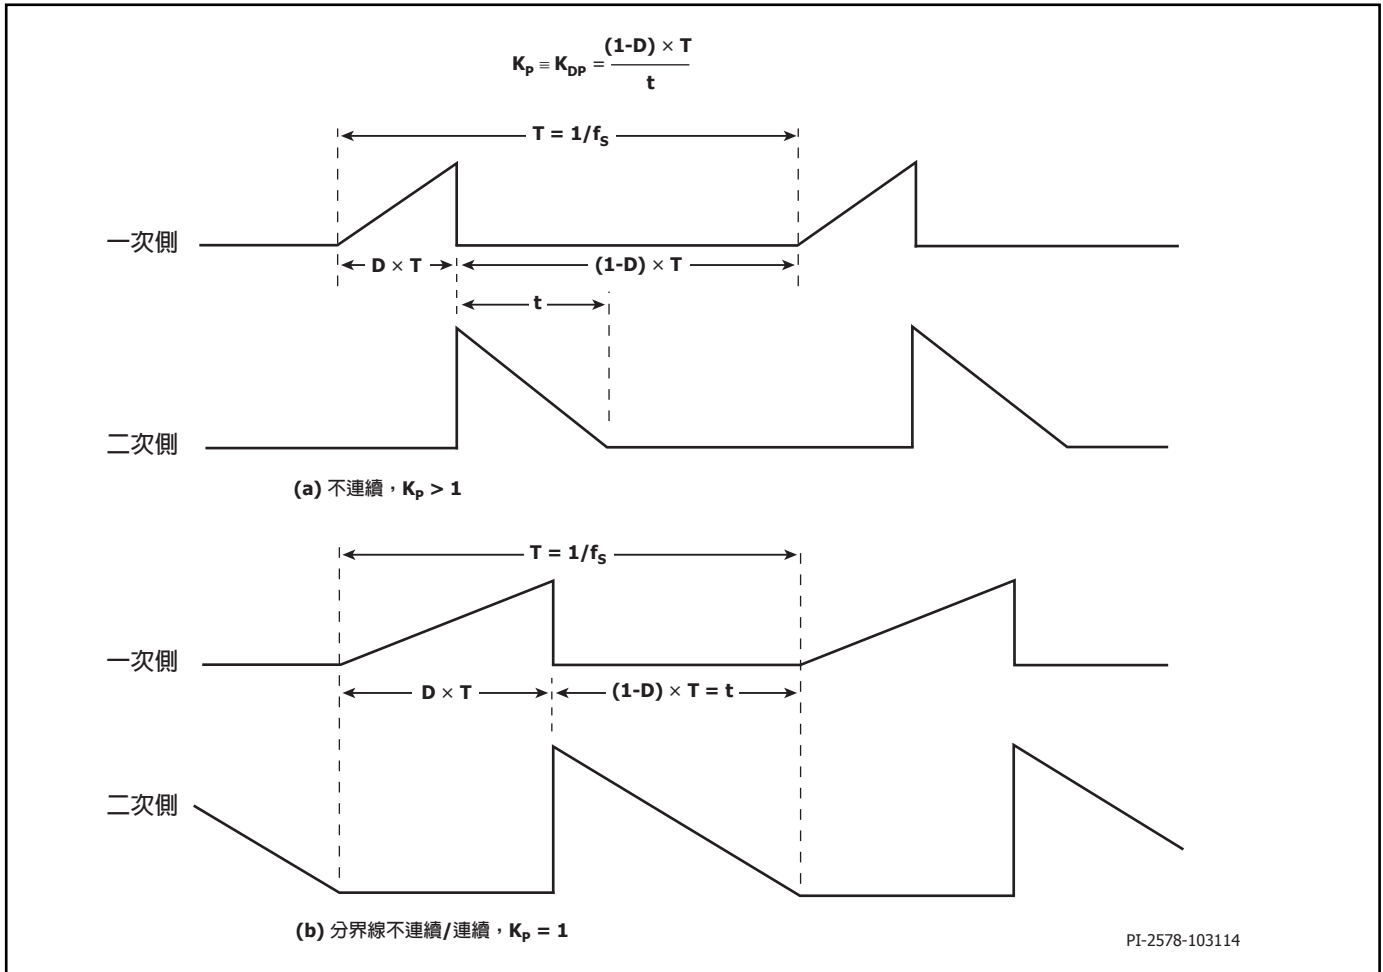 K_P ≡ K_DP = (1-D) × T / t
T = 1/f_S
一次側
D × T
(1-D) × T
t
二次側
(a) 不連續，K_P > 1
T = 1/f_S
一次側
D × T
(1-D) × T = t
二次側
(b) 分界線不連續/連續，K_P = 1
PI-2578-103114